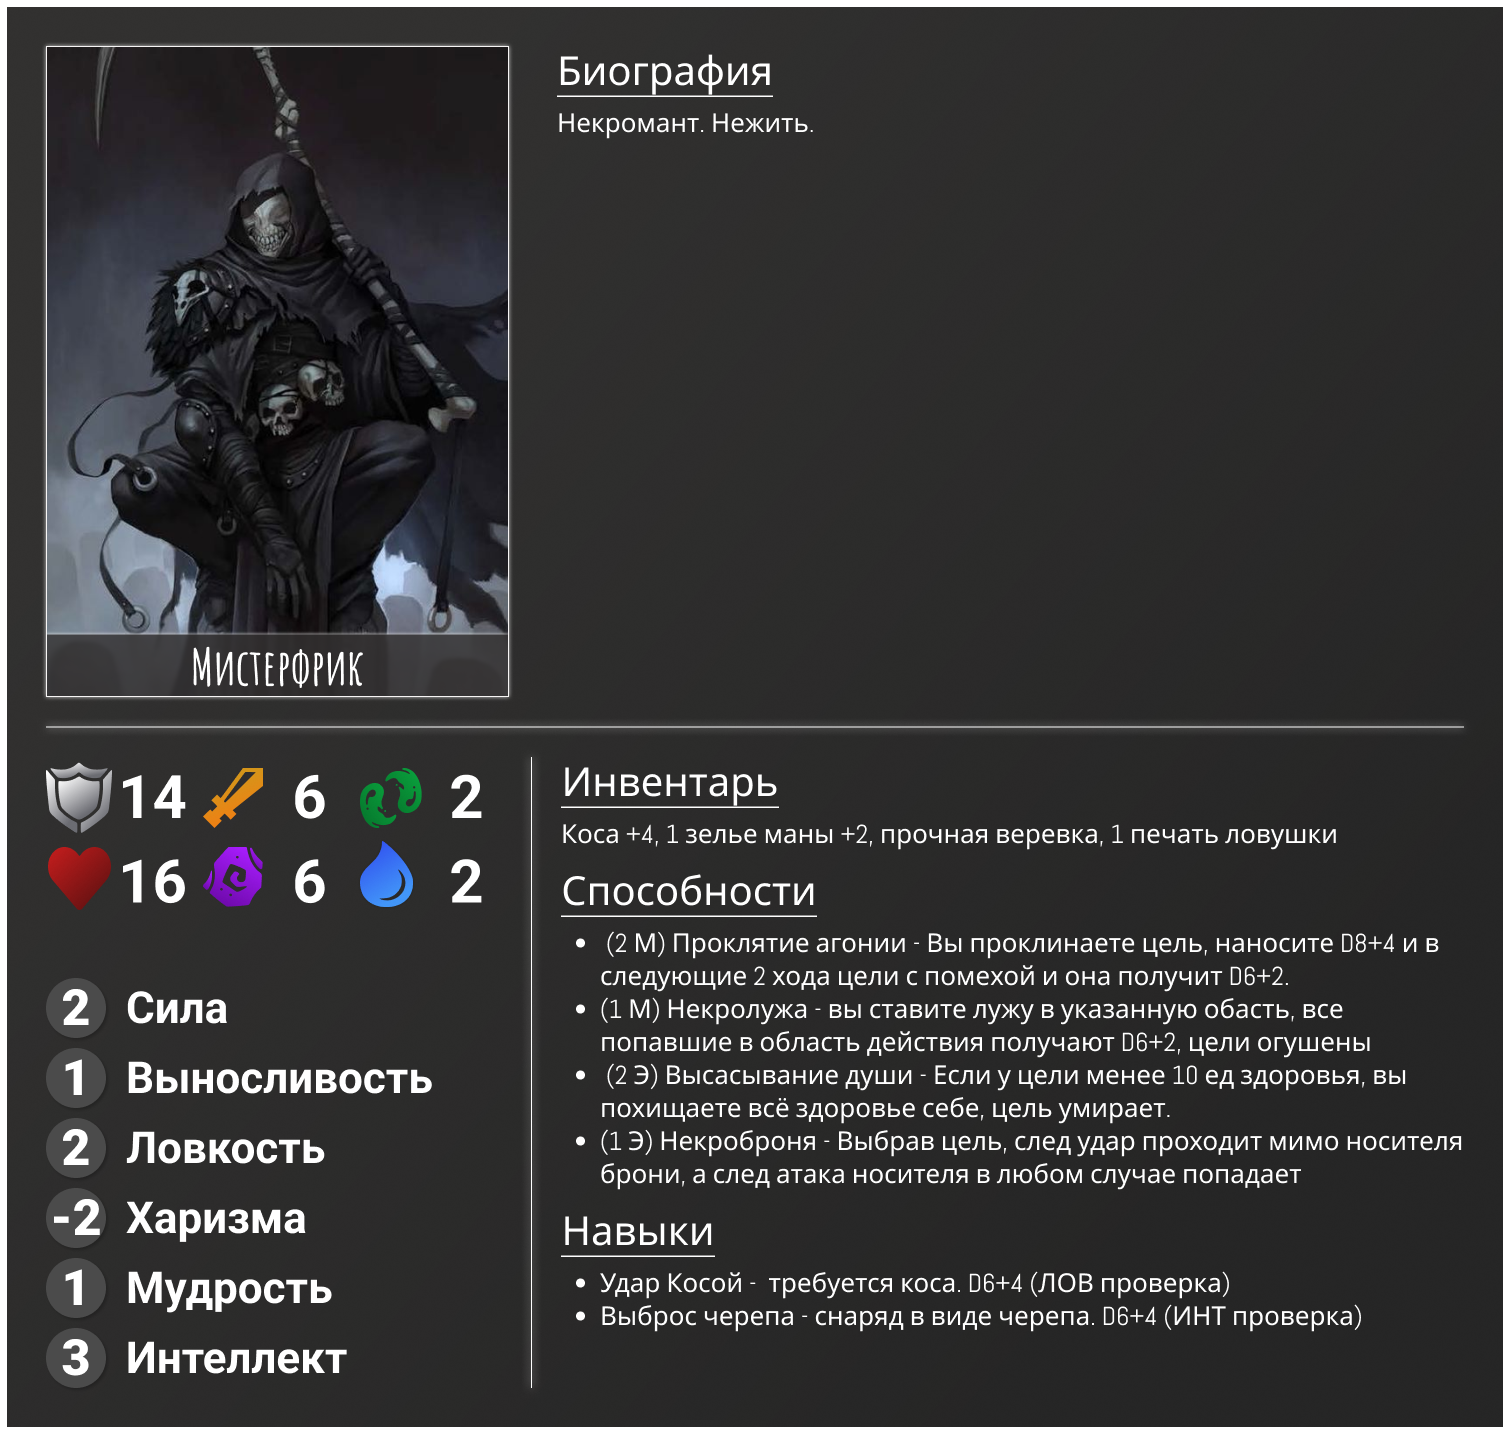 Биография
Некромант. Нежить.
Мистерфрик
14 6 2
16 6 2
2 Сила
1 Выносливость
2 Ловкость
-2 Харизма
1 Мудрость
3 Интеллект
Инвентарь
Коса +4, 1 зелье маны +2, прочная веревка, 1 печать ловушки
Способности
• (2 М) Проклятие агонии - Вы проклинаете цель, наносите D8+4 и в
следующие 2 хода цели с помехой и она получит D6+2.
• (1 М) Некролужа - вы ставите лужу в указанную обасть, все
попавшие в область действия получают D6+2, цели огушены
• (2 Э) Высасывание души - Если у цели менее 10 ед здоровья, вы
похищаете всё здоровье себе, цель умирает.
• (1 Э) Некроброня - Выбрав цель, след удар проходит мимо носителя
брони, а след атака носителя в любом случае попадает
Навыки
• Удар Косой - требуется коса. D6+4 (ЛОВ проверка)
• Выброс черепа - снаряд в виде черепа. D6+4 (ИНТ проверка)